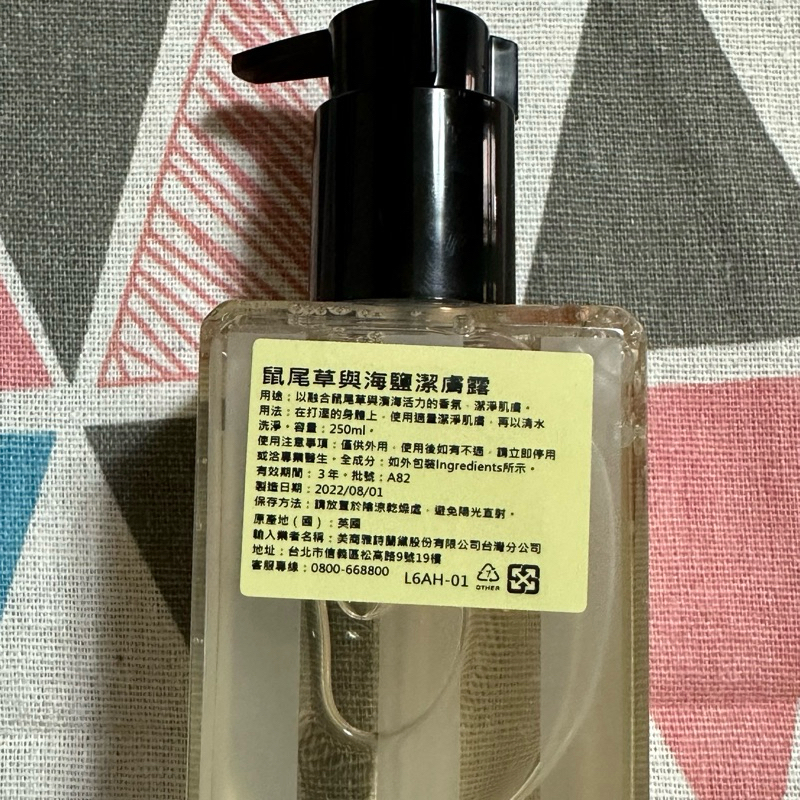 鼠尾草與海鹽潔膚露
用途：以融合鼠尾草與濱海活力的香氛，潔淨肌膚。
用法：在打溼的身體上，使用適量潔淨肌膚，再以清水
洗淨。容量：250ml。
使用注意事項：僅供外用，使用後如有不適，請立即停用
或洽專業醫生。全成分：如外包裝Ingredients所示。
有效期間：3年。批號：A82
製造日期：2022/08/01
保存方法：請放置於陰涼乾燥處，避免陽光直射。
原產地（國）：英國
輸入業者名稱：美商雅詩蘭黛股份有限公司台灣分公司
地址：台北市信義區松高路9號19樓
客服專線：0800-668800 L6AH-01 OTHER